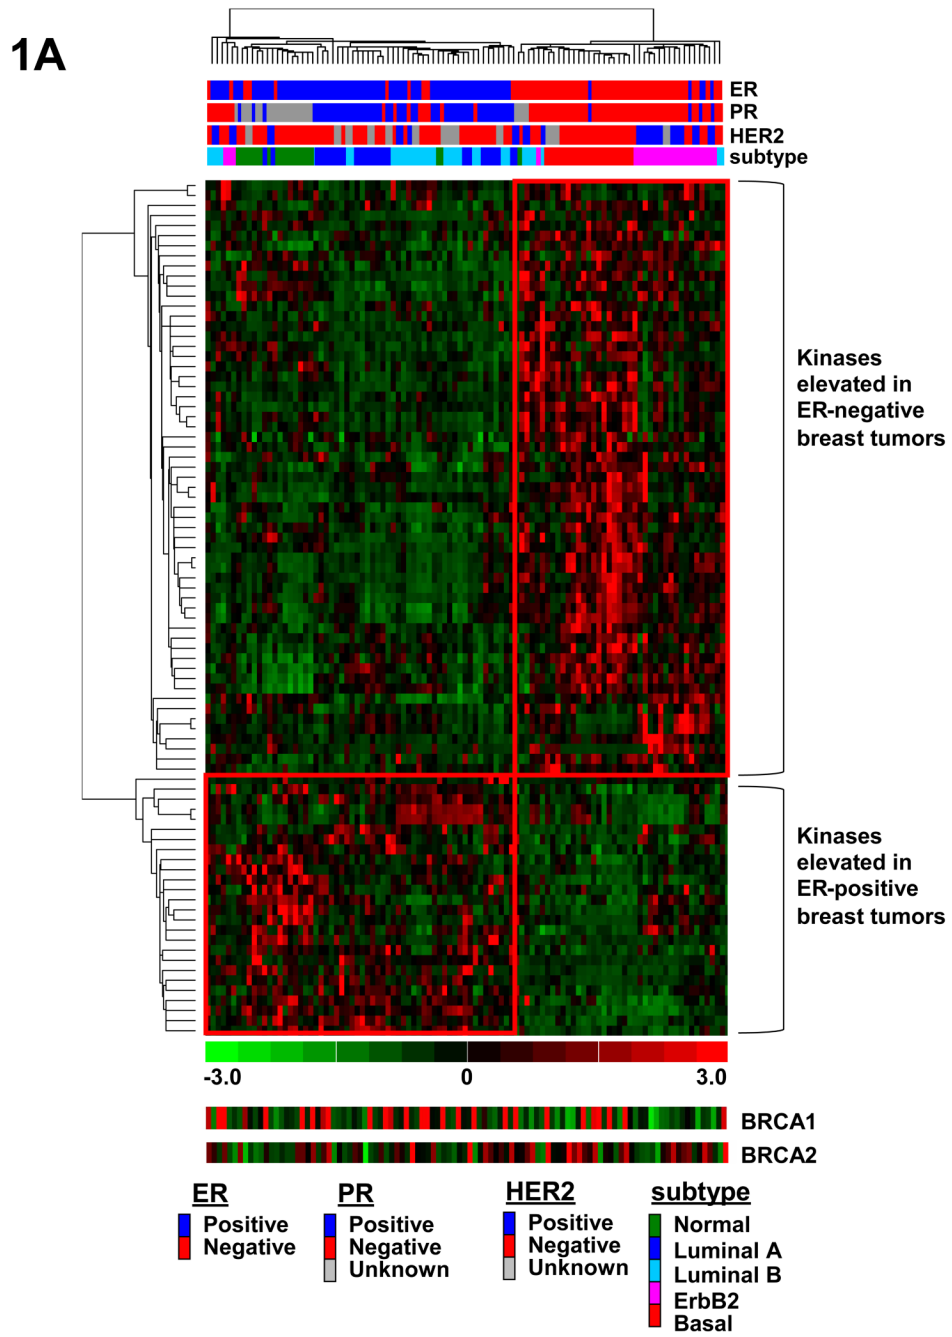 1A
ER
PR
HER2
subtype
Kinases
elevated in
ER-negative
breast tumors
Kinases
elevated in
ER-positive
breast tumors
-3.0 0 3.0
BRCA1
BRCA2
ER
Positive
Negative
PR
Positive
Negative
Unknown
HER2
Positive
Negative
Unknown
subtype
Normal
Luminal A
Luminal B
ErbB2
Basal